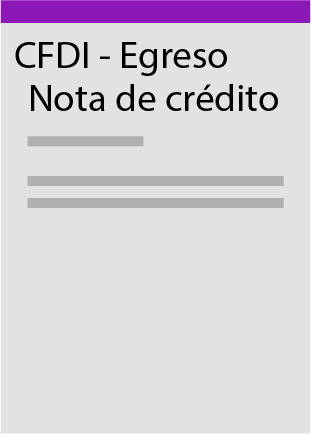 CFDI - Egreso
Nota de crédito